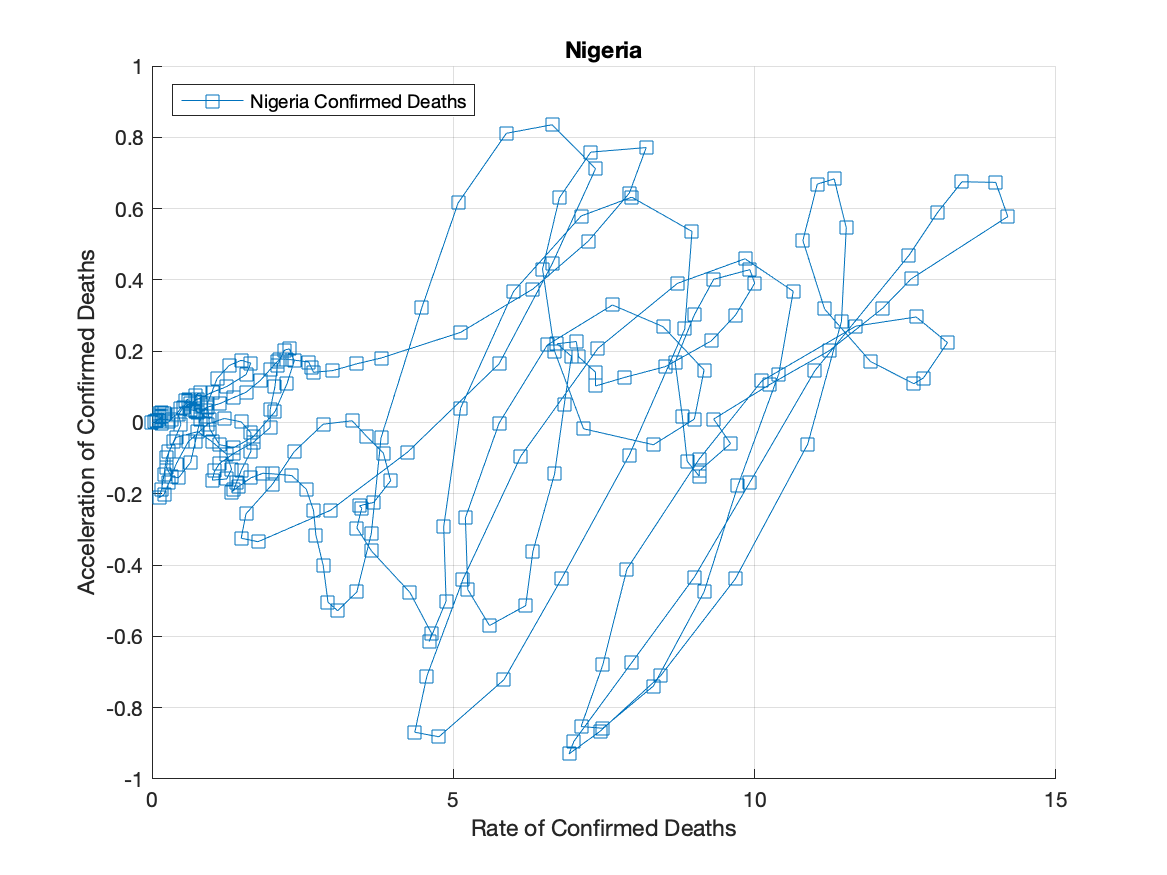 Nigeria
1
Nigeria Confirmed Deaths
0.8
0.6
0.4
0.2
0
-0.2
-0.4
-0.6
-0.8
-1
Acceleration of Confirmed Deaths
0 5 10 15
Rate of Confirmed Deaths